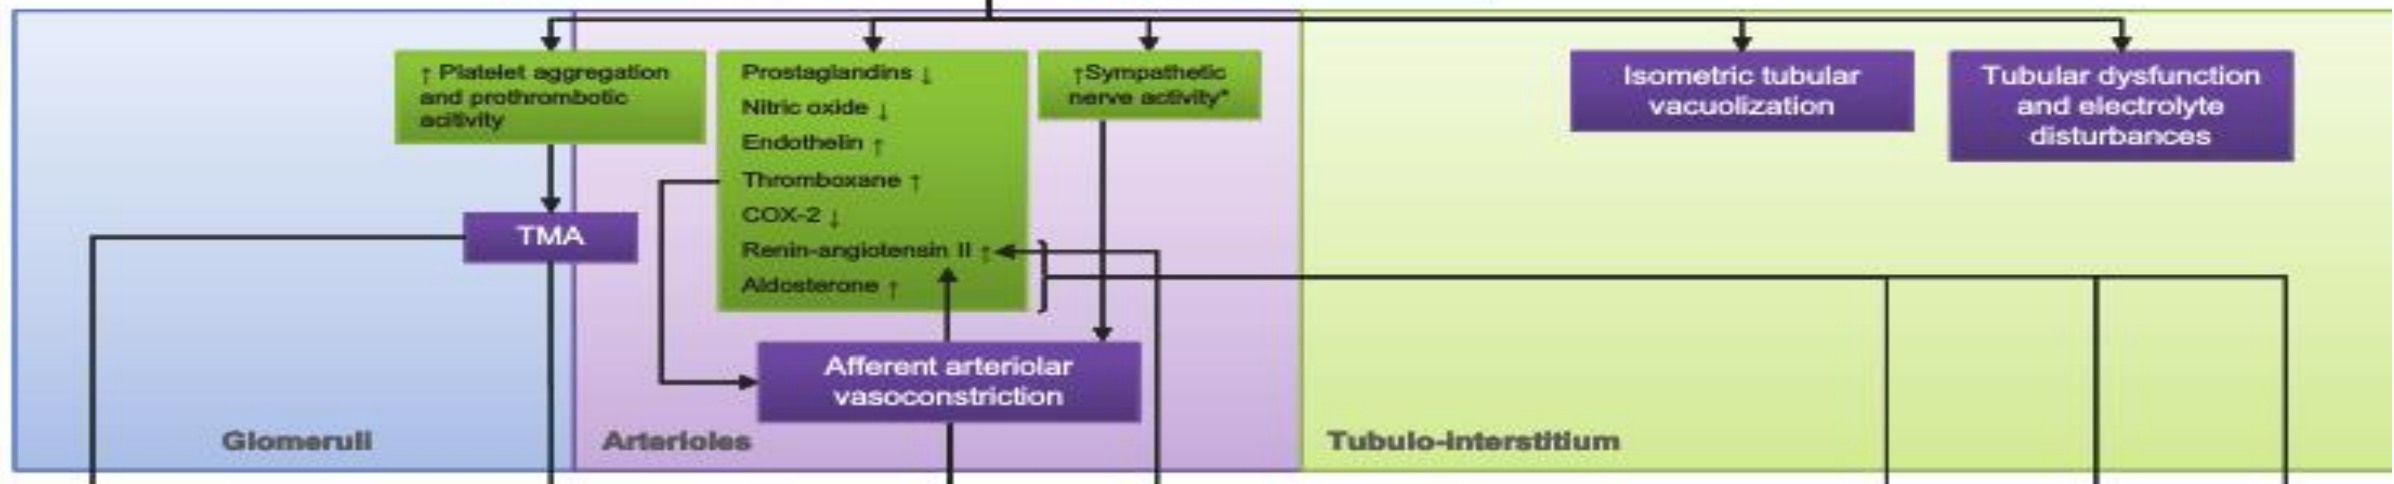 ↑ Platelet aggregation
and prothrombotic
acitivity
Prostaglandins ↓
Nitric oxide ↓
Endothelin ↑
Thromboxane ↑
COX-2 ↓
Renin-angiotensin II ↑
Aldosterone ↑
↑Sympathetic
nerve activity*
Isometric tubular
vacuolization
Tubular dysfunction
and electrolyte
disturbances
TMA
Afferent arteriolar
vasoconstriction
Glomeruli
Arterioles
Tubulo-interstitium